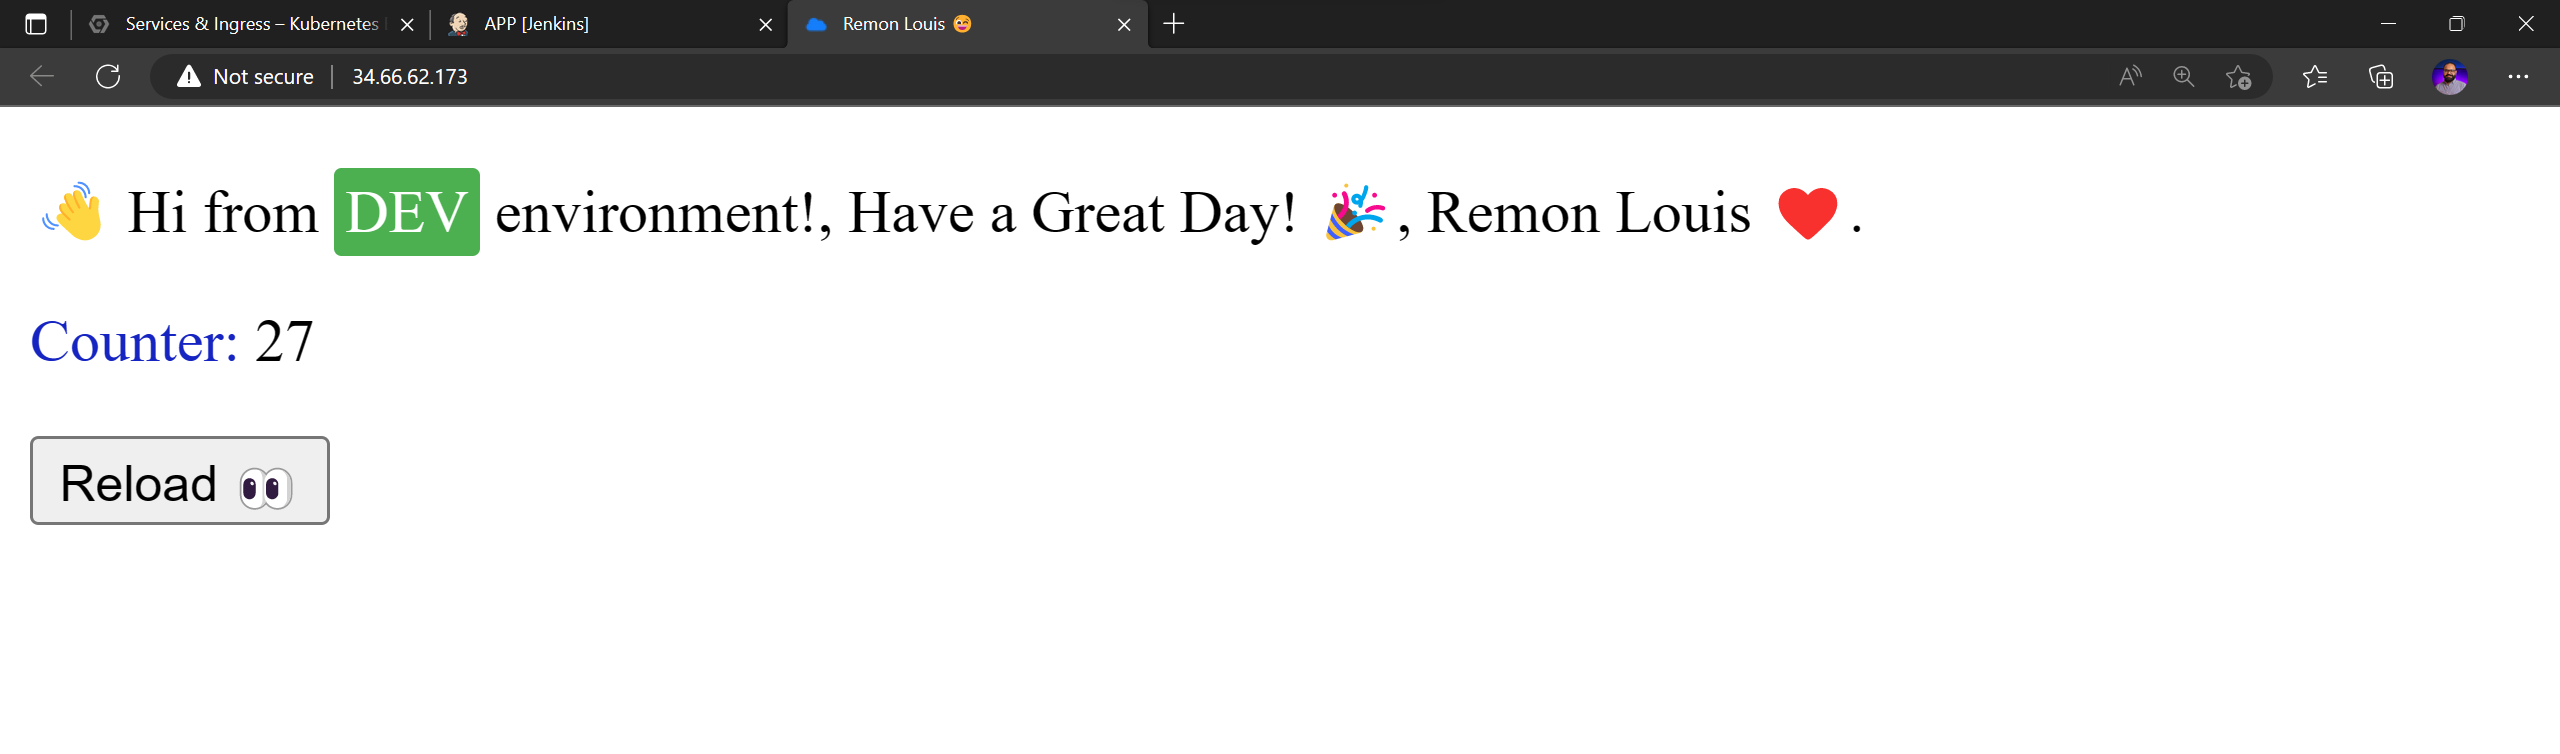 Services & Ingress – Kubernetes
APP [Jenkins]
Remon Louis 😄
Not secure
34.66.62.173
👋 Hi from DEV environment!, Have a Great Day! 🎉, Remon Louis ❤️.
Counter: 27
Reload 👀